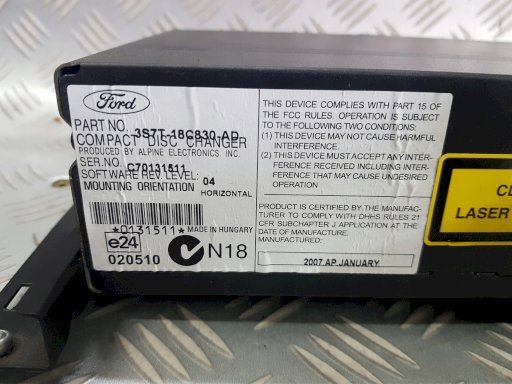 Ford
PART NO. 3S7T-18C830-AD
COMPACT DISC CHANGER
PRODUCED BY ALPINE ELECTRONICS, INC.
SER.NO. C70131511
SOFTWARE REV LEVEL: 04
MOUNTING ORIENTATION HORIZONTAL
*0131511* MADE IN HUNGARY
e24
020510
N18
THIS DEVICE COMPLIES WITH PART 15 OF
THE FCC RULES. OPERATION IS SUBJECT
TO THE FOLLOWING TWO CONDITIONS:
(1) THIS DEVICE MAY NOT CAUSE HARMFUL
INTERFERENCE.
(2) THIS DEVICE MUST ACCEPT ANY INTER-
FERENCE RECEIVED INCLUDING INTER-
FERENCE THAT MAY CAUSE UNDESIRED
OPERATION
PRODUCT IS CERTIFIED BY THE MANUFAC-
TURER TO COMPLY WITH DHHS RULES 21
CFR SUBCHAPTER J APPLICATION AT THE
DATE OF MANUFACTURE.
MANUFACTURED:
2007.AP.JANUARY
CL
LASER